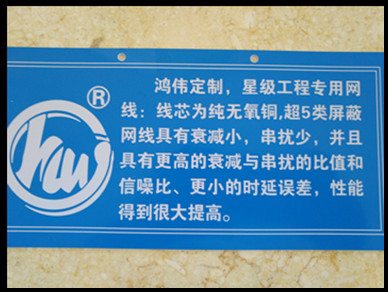 鸿伟定制，星级工程专用网
线：线芯为纯无氧铜,超5类屏蔽
网线具有衰减小，串扰少，并且
具有更高的衰减与串扰的比值和
信噪比、更小的时延误差，性能
得到很大提高。
®
hw